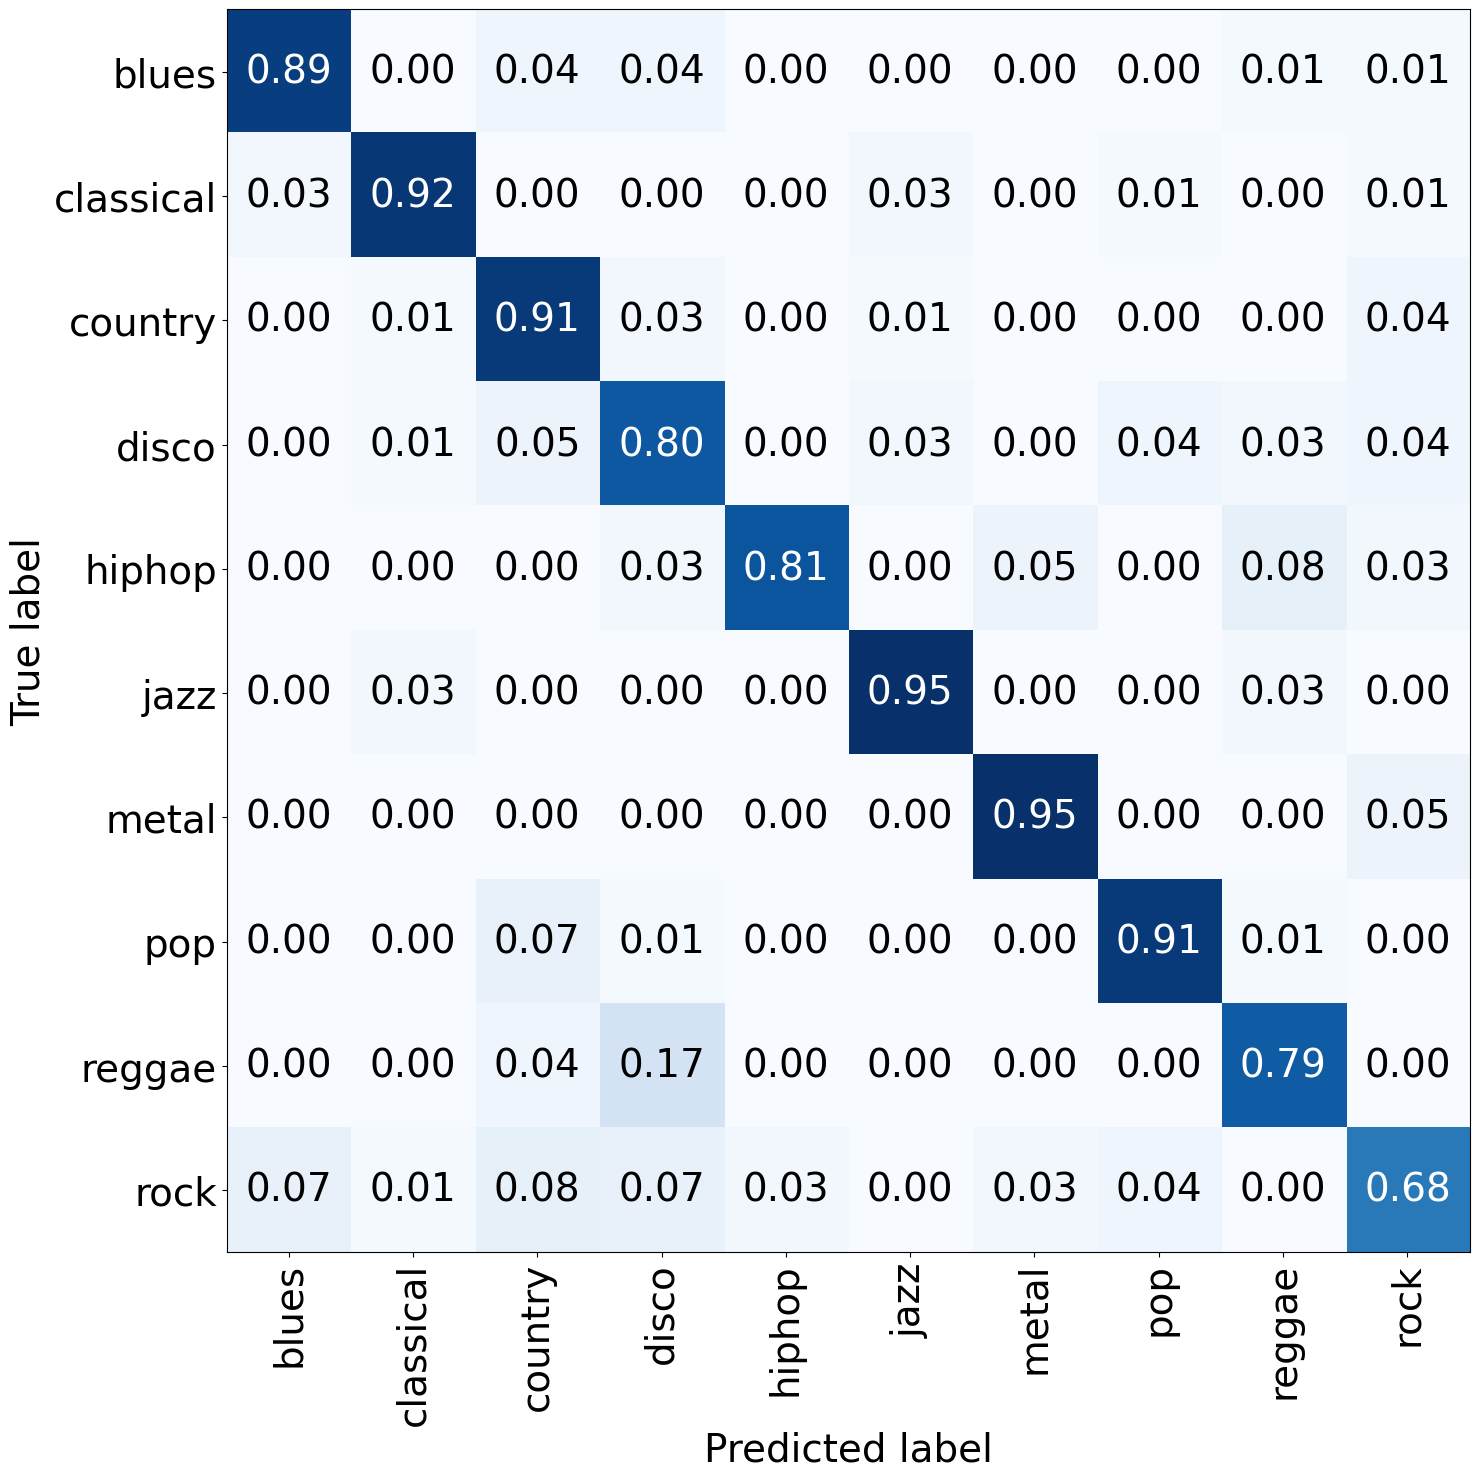 blues 0.89 0.00 0.04 0.04 0.00 0.00 0.00 0.00 0.01 0.01
classical 0.03 0.92 0.00 0.00 0.00 0.03 0.00 0.01 0.00 0.01
country 0.00 0.01 0.91 0.03 0.00 0.01 0.00 0.00 0.00 0.04
disco 0.00 0.01 0.05 0.80 0.00 0.03 0.00 0.04 0.03 0.04
hiphop 0.00 0.00 0.00 0.03 0.81 0.00 0.05 0.00 0.08 0.03
jazz 0.00 0.03 0.00 0.00 0.00 0.95 0.00 0.00 0.03 0.00
metal 0.00 0.00 0.00 0.00 0.00 0.00 0.95 0.00 0.00 0.05
pop 0.00 0.00 0.07 0.01 0.00 0.00 0.00 0.91 0.01 0.00
reggae 0.00 0.00 0.04 0.17 0.00 0.00 0.00 0.00 0.79 0.00
rock 0.07 0.01 0.08 0.07 0.03 0.00 0.03 0.04 0.00 0.68
True label
blues classical country disco hiphop jazz metal pop reggae rock
Predicted label